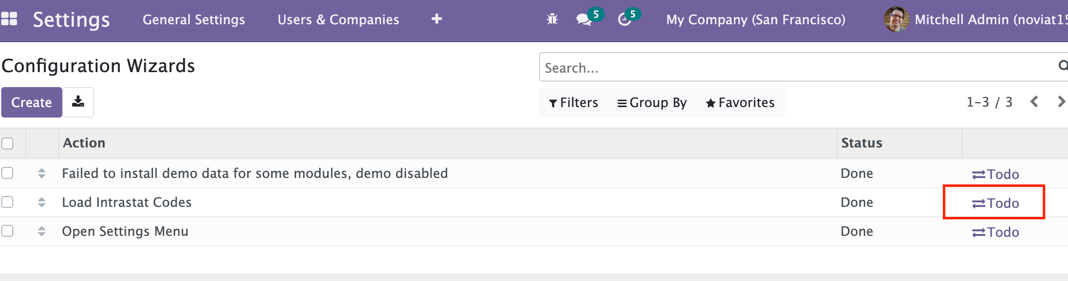 Settings General Settings Users & Companies + 5 5 My Company (San Francisco) Mitchell Admin (noviat15
Configuration Wizards Search...
Create Filters Group By Favorites 1-3 / 3
Action Status
Failed to install demo data for some modules, demo disabled Done Todo
Load Intrastat Codes Done Todo
Open Settings Menu Done Todo